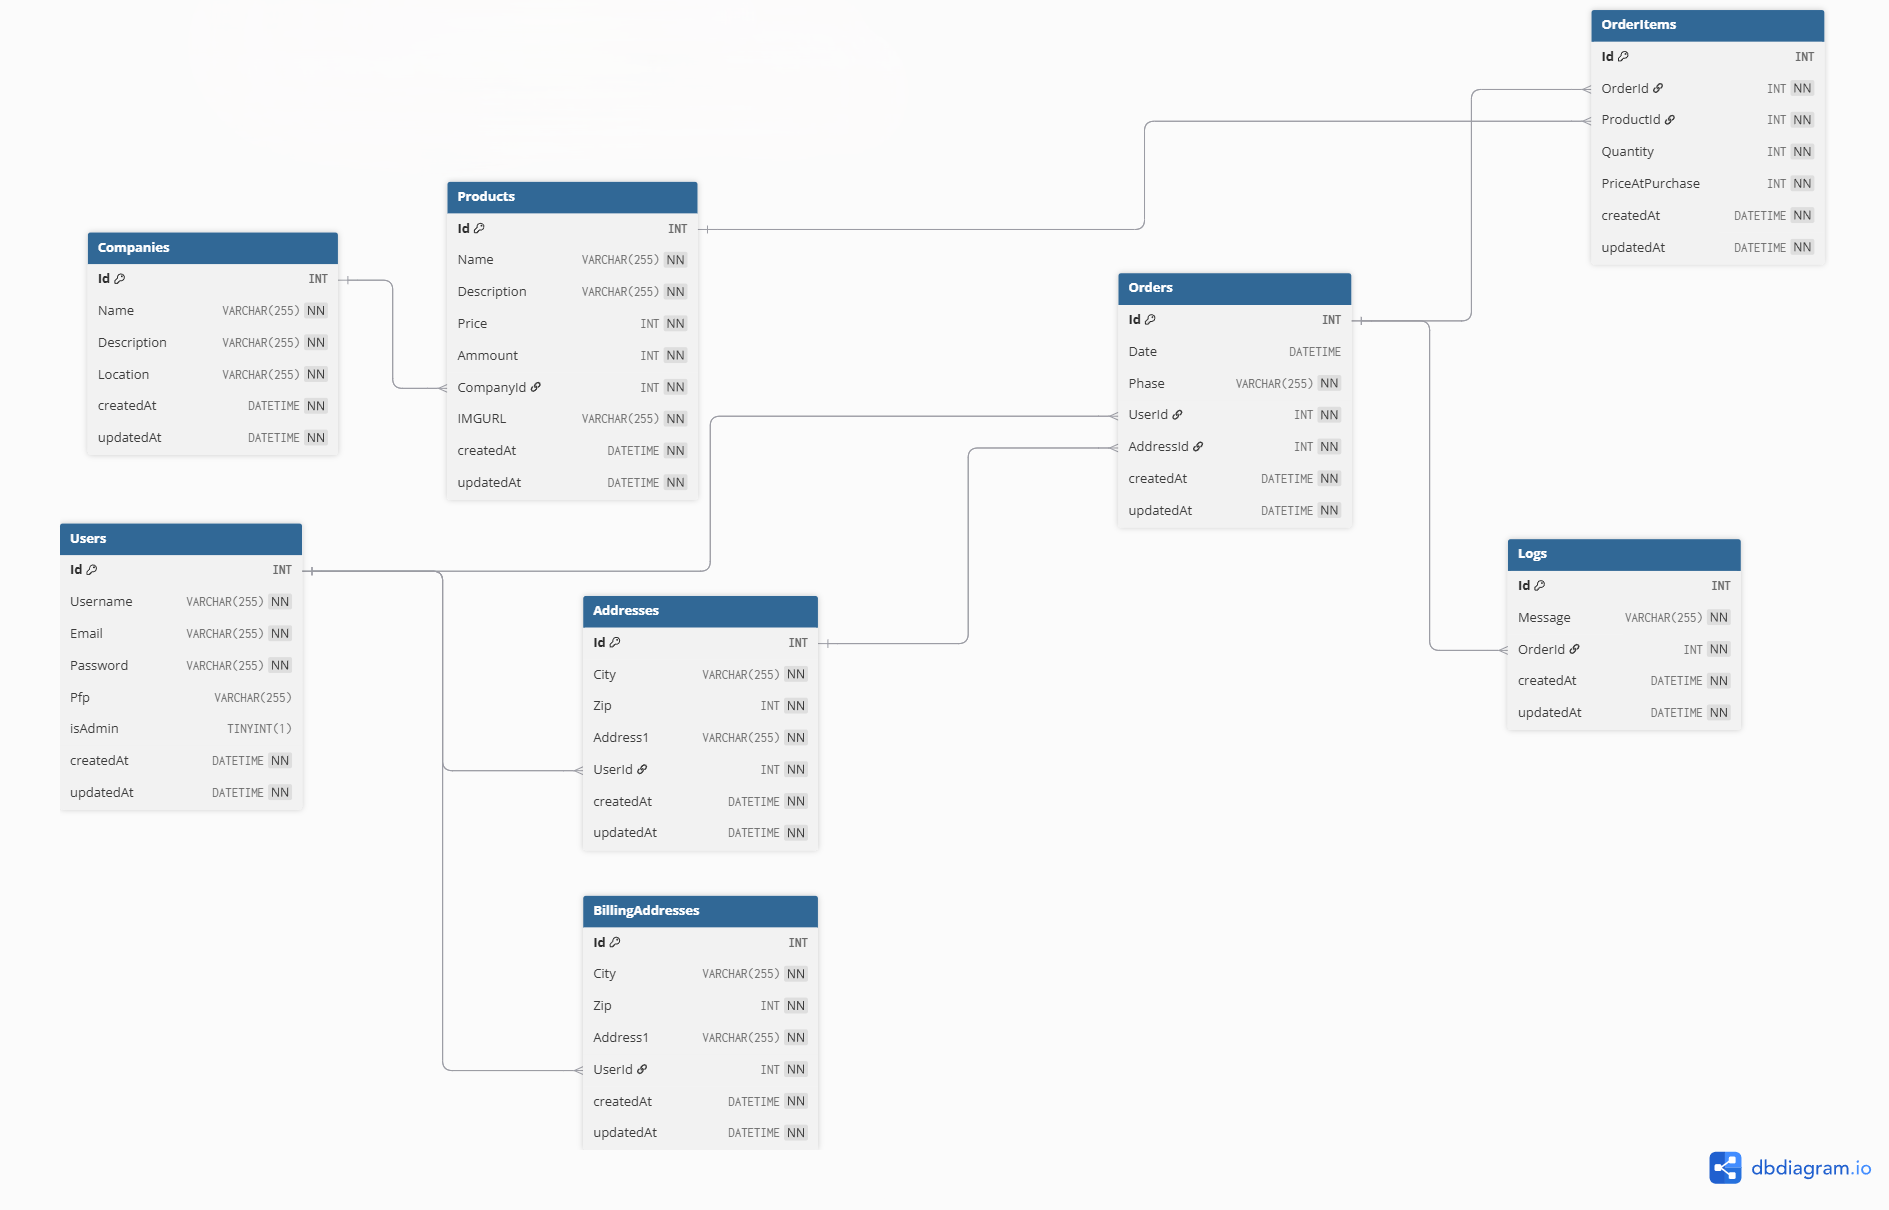 OrderItems
Id INT
OrderId INT NN
ProductId INT NN
Quantity INT NN
PriceAtPurchase INT NN
createdAt DATETIME NN
updatedAt DATETIME NN
Products
Id INT
Name VARCHAR(255) NN
Description VARCHAR(255) NN
Price INT NN
Ammount INT NN
CompanyId INT NN
IMGURL VARCHAR(255) NN
createdAt DATETIME NN
updatedAt DATETIME NN
Companies
Id INT
Name VARCHAR(255) NN
Description VARCHAR(255) NN
Location VARCHAR(255) NN
createdAt DATETIME NN
updatedAt DATETIME NN
Orders
Id INT
Date DATETIME
Phase VARCHAR(255) NN
UserId INT NN
AddressId INT NN
createdAt DATETIME NN
updatedAt DATETIME NN
Users
Id INT
Username VARCHAR(255) NN
Email VARCHAR(255) NN
Password VARCHAR(255) NN
Pfp VARCHAR(255)
isAdmin TINYINT(1)
createdAt DATETIME NN
updatedAt DATETIME NN
Logs
Id INT
Message VARCHAR(255) NN
OrderId INT NN
createdAt DATETIME NN
updatedAt DATETIME NN
Addresses
Id INT
City VARCHAR(255) NN
Zip INT NN
Address1 VARCHAR(255) NN
UserId INT NN
createdAt DATETIME NN
updatedAt DATETIME NN
BillingAddresses
Id INT
City VARCHAR(255) NN
Zip INT NN
Address1 VARCHAR(255) NN
UserId INT NN
createdAt DATETIME NN
updatedAt DATETIME NN
dbdiagram.io